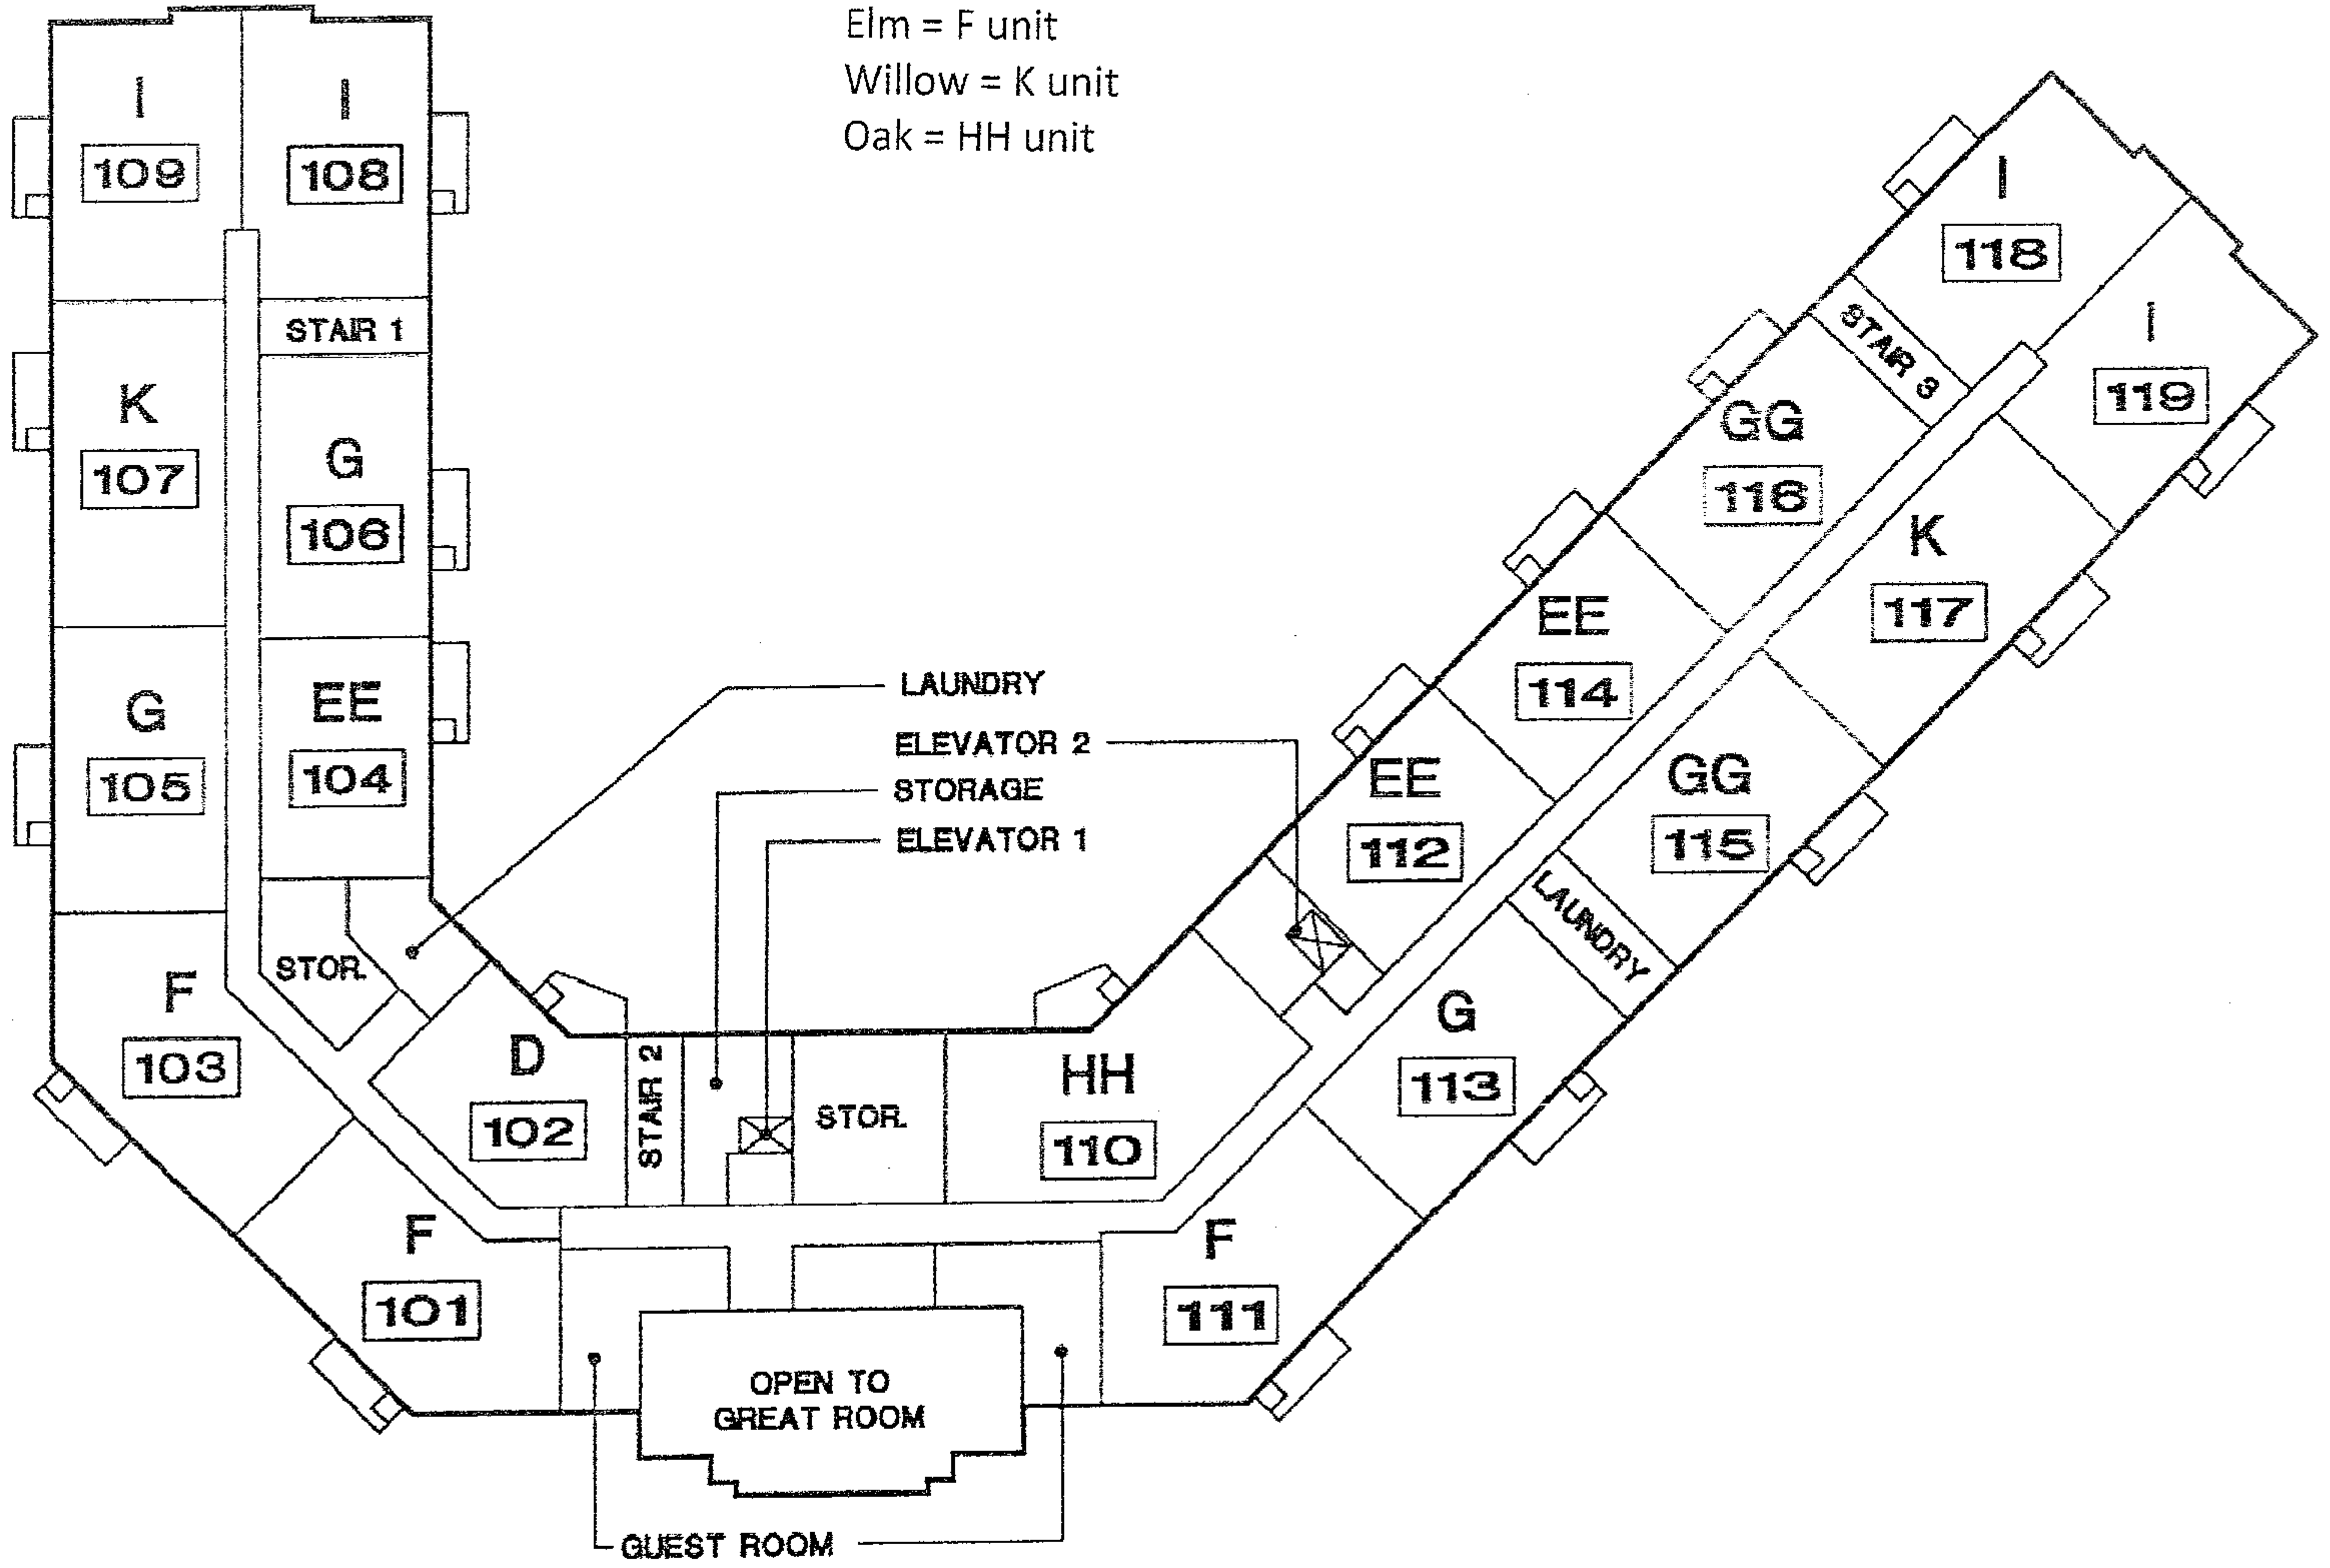 Elm = F unit
Willow = K unit
Oak = HH unit
I
109
I
108
STAIR 1
K
107
G
106
G
105
EE
104
STOR.
F
103
F
101
D
102
STAIR 2
LAUNDRY
ELEVATOR 2
STORAGE
ELEVATOR 1
STOR.
HH
110
I
118
I
119
STAIR 3
GG
116
K
117
EE
114
GG
115
EE
112
LAUNDRY
G
113
F
111
OPEN TO
GREAT ROOM
GUEST ROOM